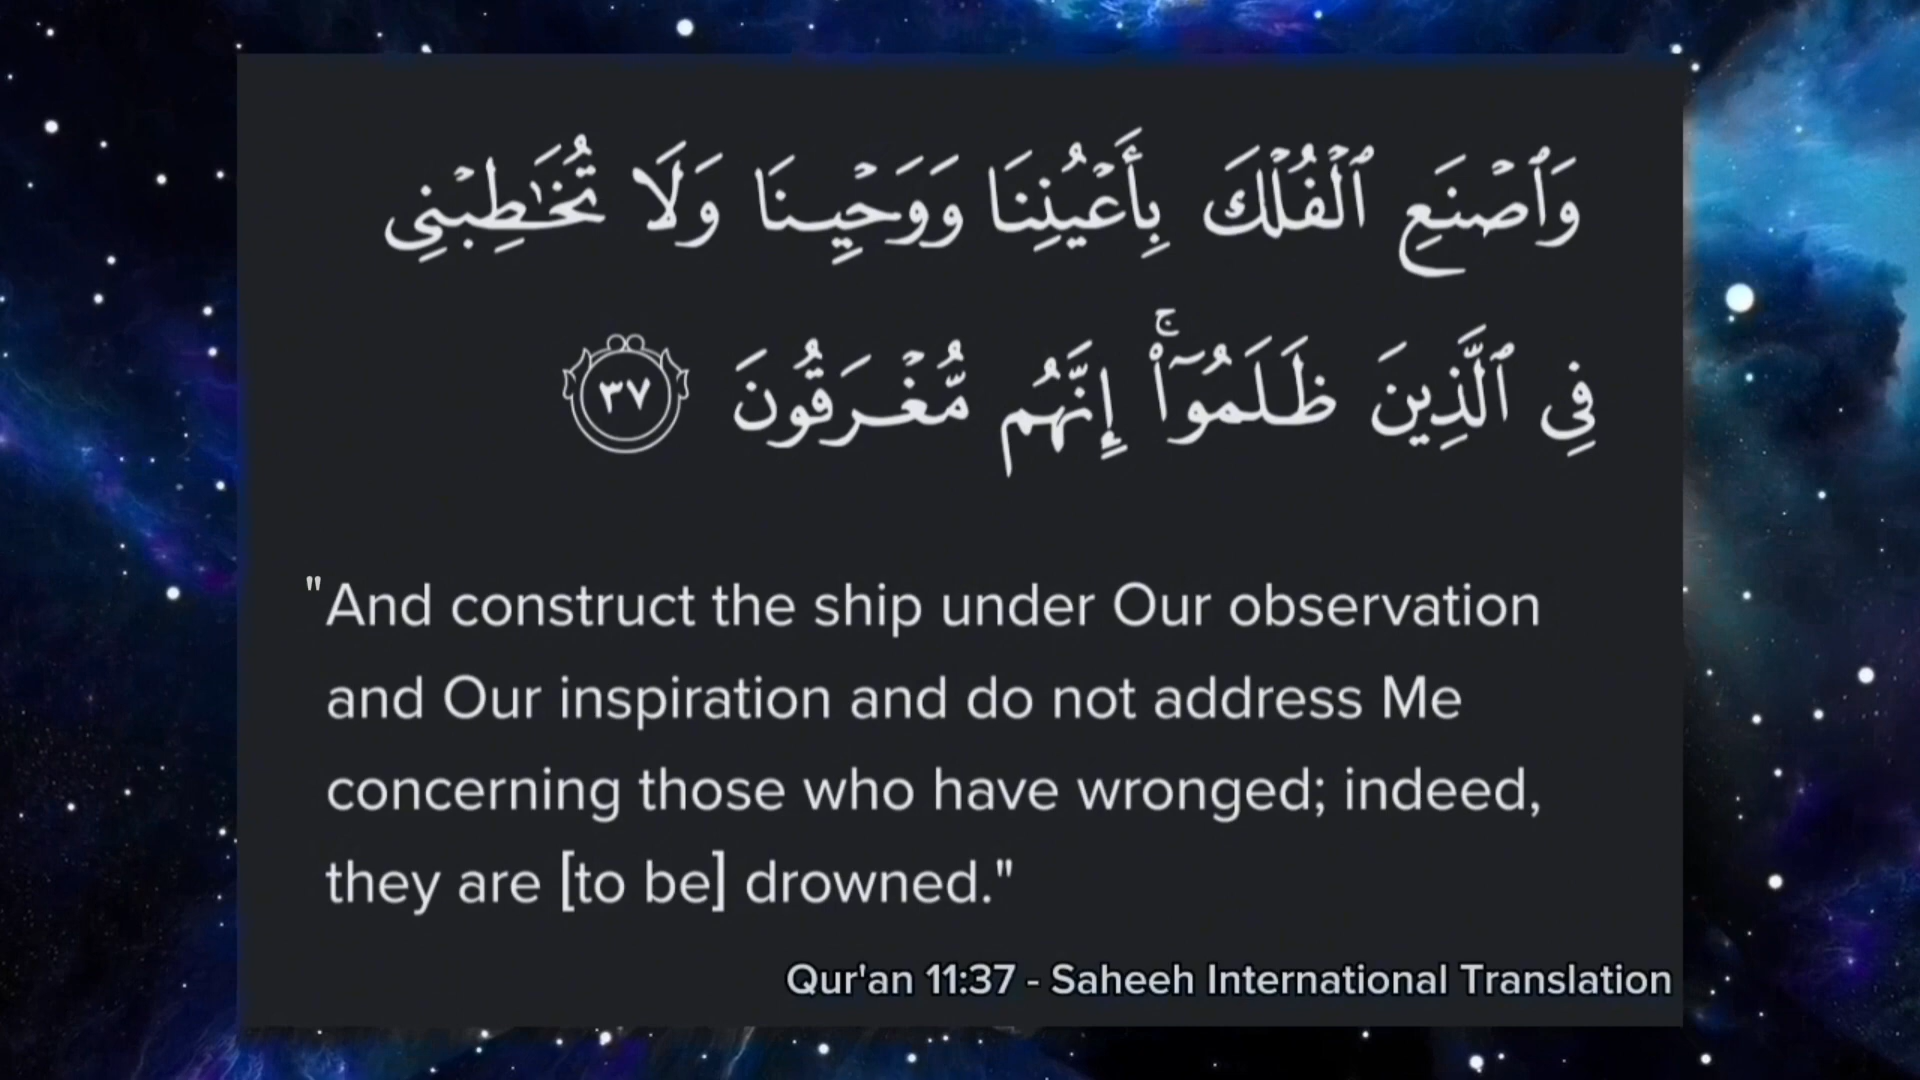 وَٱصۡنَعِ ٱلۡفُلۡكَ بِأَعۡيُنِنَا وَوَحۡيِنَا وَلَا تُخَٰطِبۡنِي
فِي ٱلَّذِينَ ظَلَمُوٓاْۚ إِنَّهُم مُّغۡرَقُونَ ٣٧
"And construct the ship under Our observation
and Our inspiration and do not address Me
concerning those who have wronged; indeed,
they are [to be] drowned."
Qur'an 11:37 - Saheeh International Translation